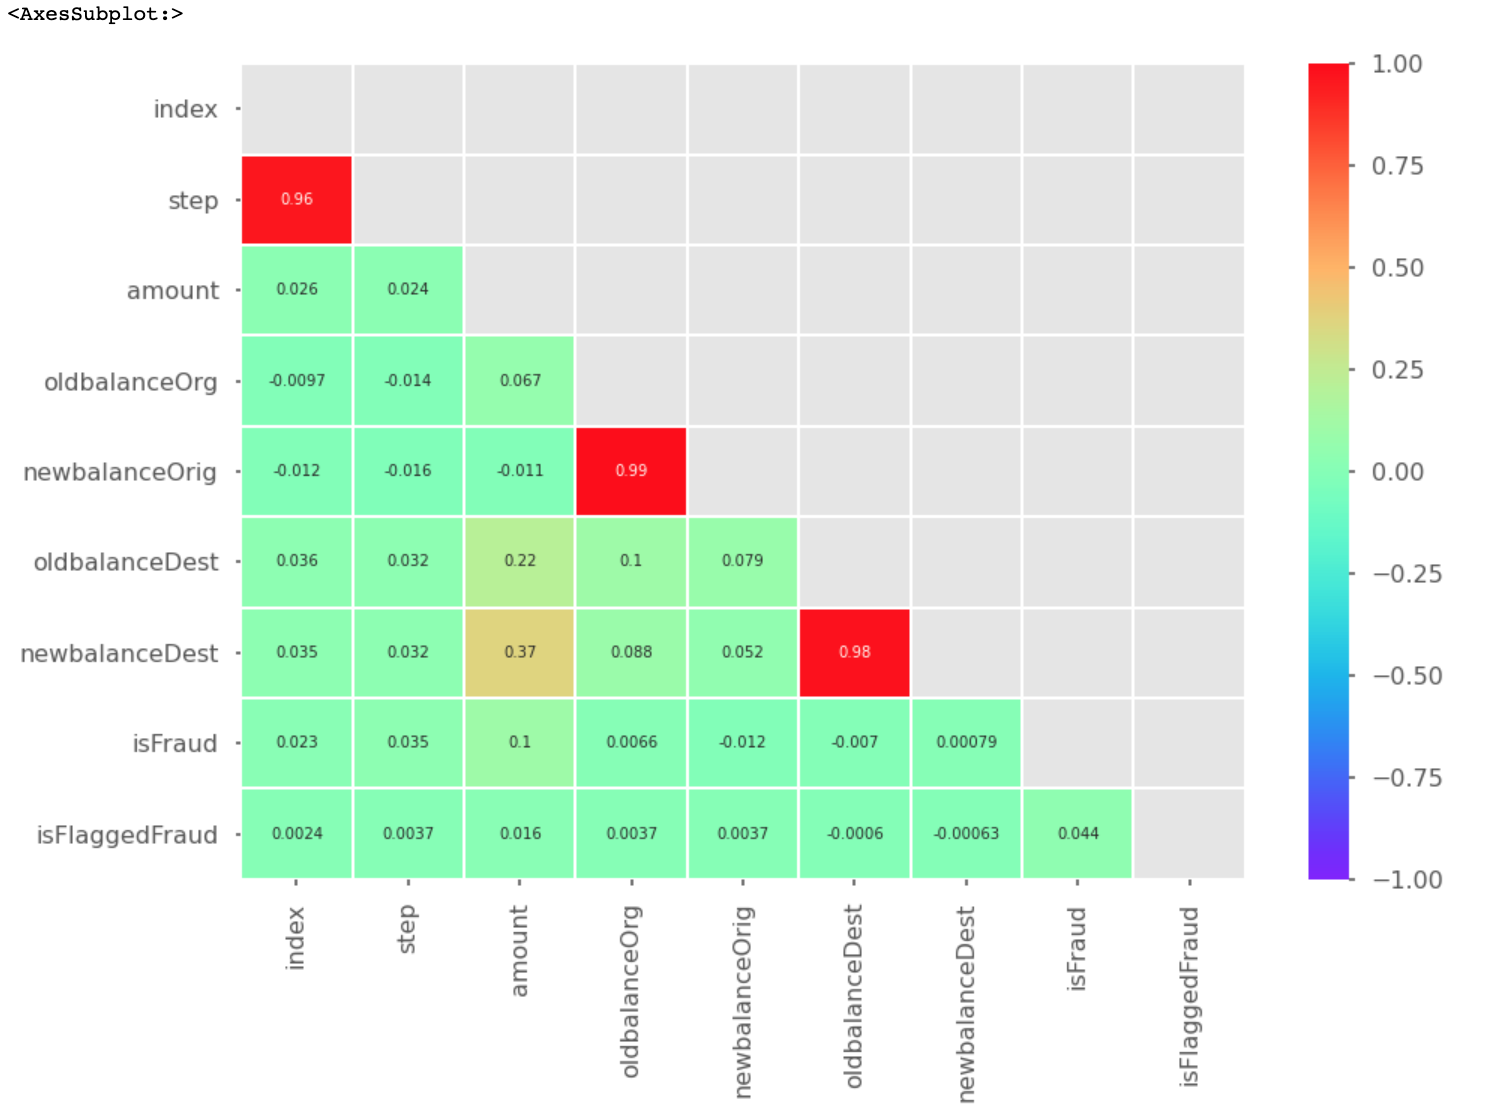 <AxesSubplot:>
1.00
index
0.75
step 0.96
0.50
amount 0.026 0.024
0.25
oldbalanceOrg -0.0097 -0.014 0.067
newbalanceOrig -0.012 -0.016 -0.011 0.99
0.00
oldbalanceDest 0.036 0.032 0.22 0.1 0.079
−0.25
newbalanceDest 0.035 0.032 0.37 0.088 0.052 0.98
−0.50
isFraud 0.023 0.035 0.1 0.0066 -0.012 -0.007 0.00079
−0.75
isFlaggedFraud 0.0024 0.0037 0.016 0.0037 0.0037 -0.0006 -0.00063 0.044
−1.00
index
step
amount
oldbalanceOrg
newbalanceOrig
oldbalanceDest
newbalanceDest
isFraud
isFlaggedFraud